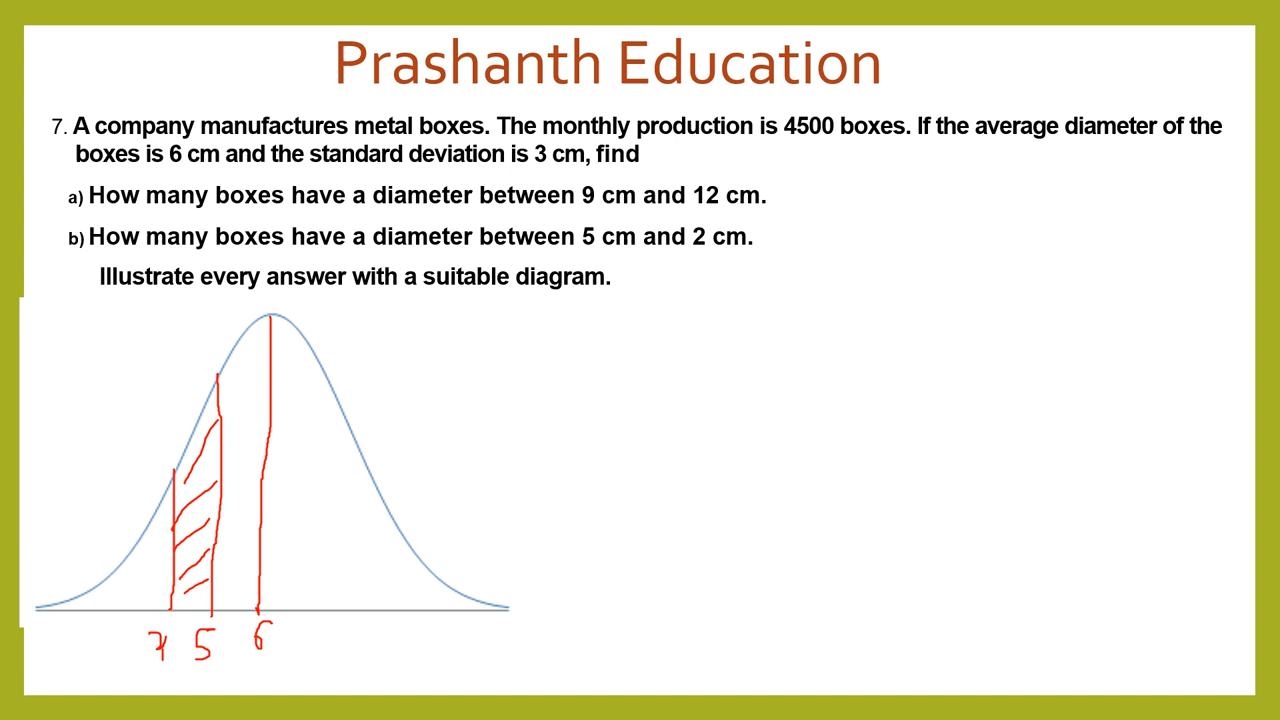 Prashanth Education
7. A company manufactures metal boxes. The monthly production is 4500 boxes. If the average diameter of the
boxes is 6 cm and the standard deviation is 3 cm, find
a) How many boxes have a diameter between 9 cm and 12 cm.
b) How many boxes have a diameter between 5 cm and 2 cm.
Illustrate every answer with a suitable diagram.
5 6